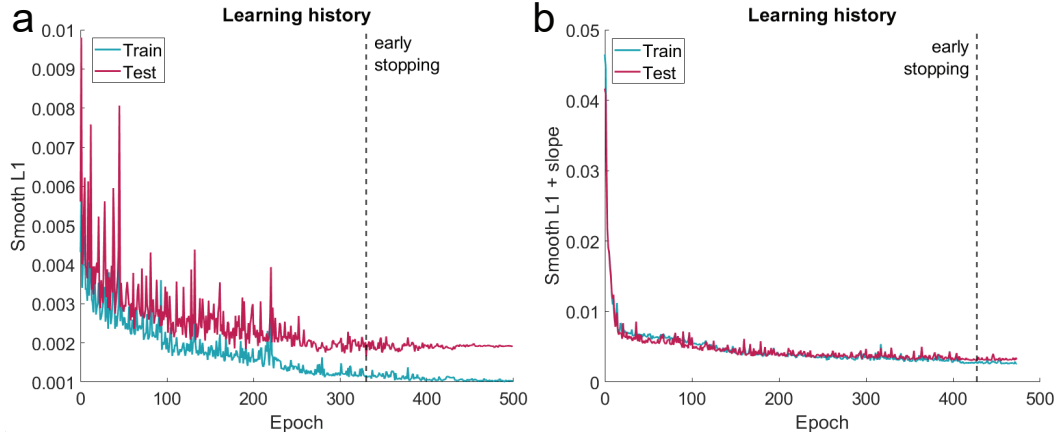 a
Learning history
Smooth L1
0.01
0.009
0.008
0.007
0.006
0.005
0.004
0.003
0.002
0.001
Train
Test
early
stopping
0
100
200
300
400
500
Epoch
b
Learning history
Smooth L1 + slope
0.05
0.04
0.03
0.02
0.01
0
Train
Test
early
stopping
0
100
200
300
400
500
Epoch